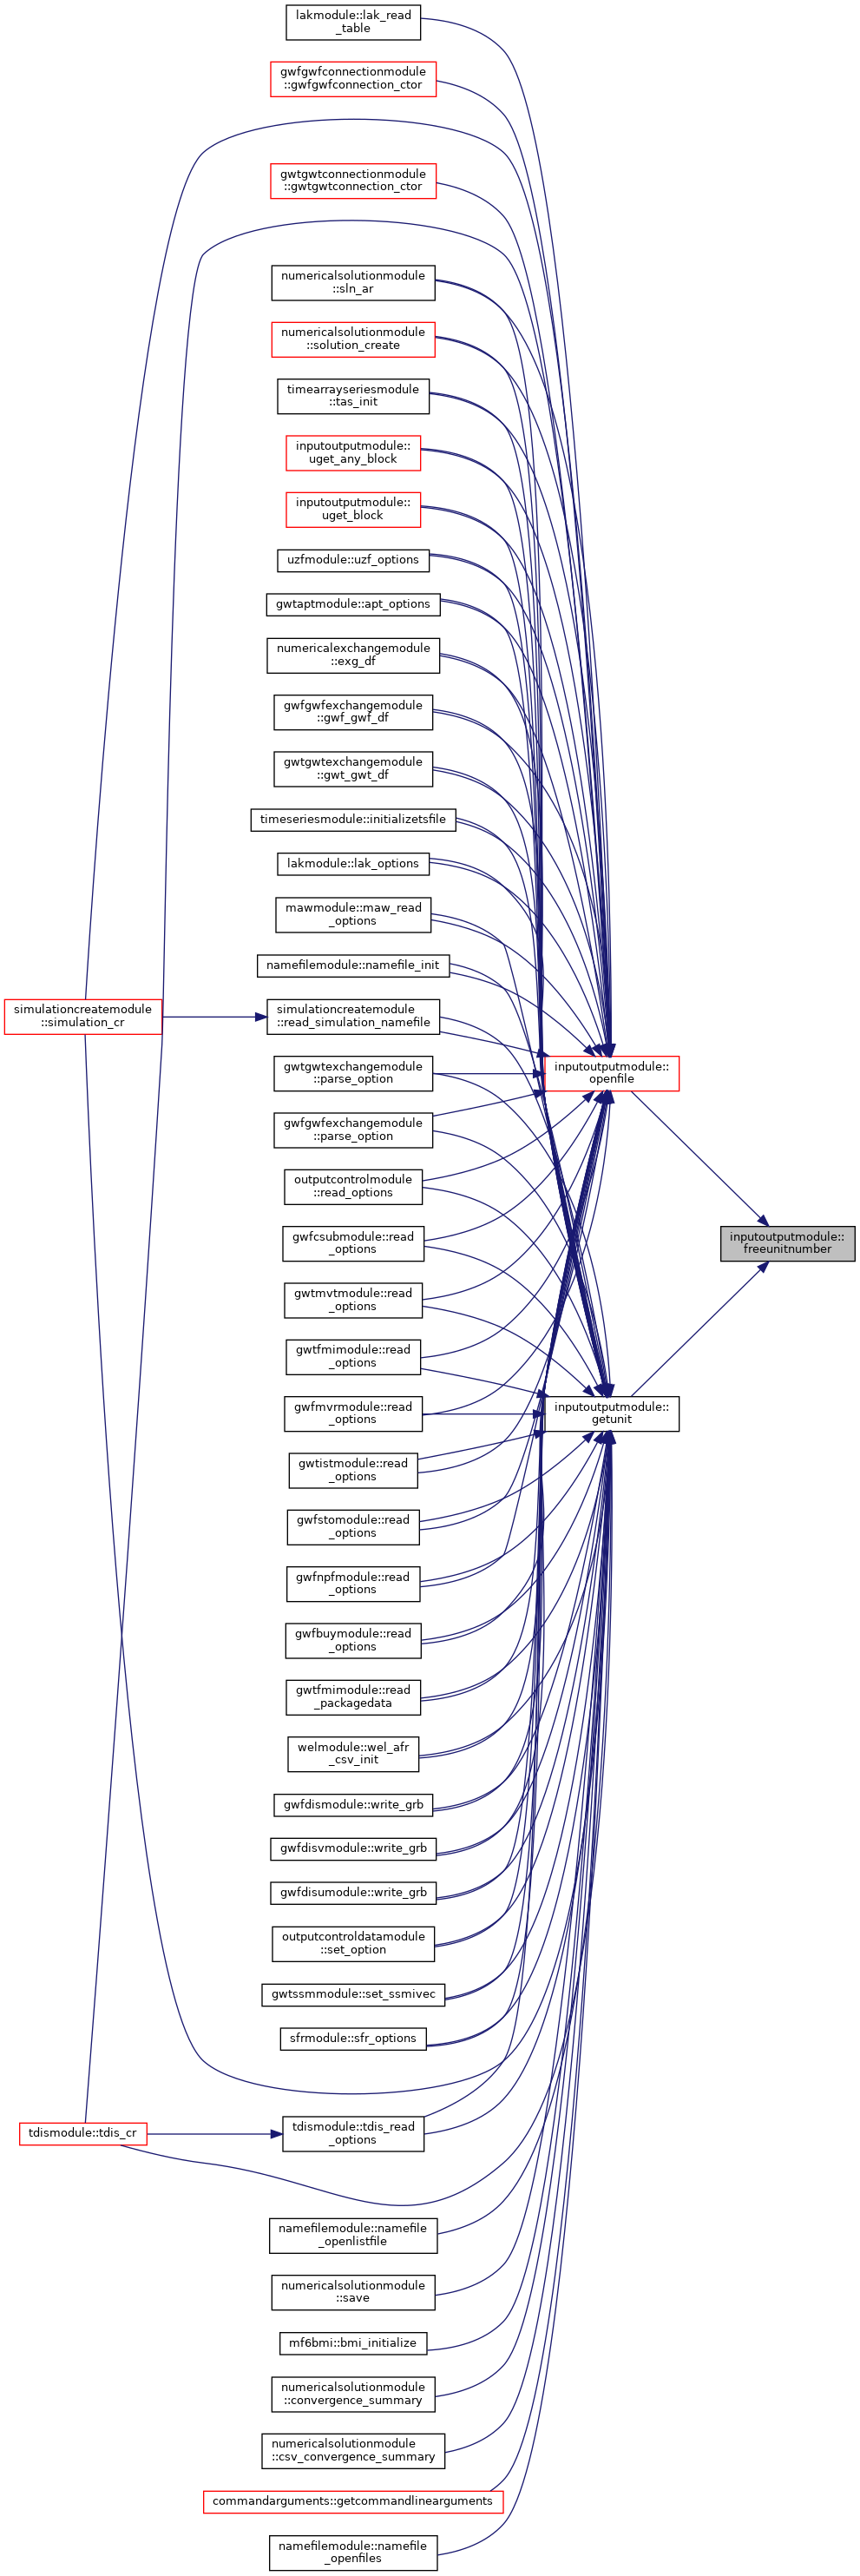 lakmodule::lak_read
_table
gwfgwfconnectionmodule
::gwfgwfconnection_ctor
gwtgwtconnectionmodule
::gwtgwtconnection_ctor
numericalsolutionmodule
::sln_ar
numericalsolutionmodule
::solution_create
timearrayseriesmodule
::tas_init
inputoutputmodule::
uget_any_block
inputoutputmodule::
uget_block
uzfmodule::uzf_options
gwtaptmodule::apt_options
numericalexchangemodule
::exg_df
gwfgwfexchangemodule
::gwf_gwf_df
gwtgwtexchangemodule
::gwt_gwt_df
timeseriesmodule::initializetsfile
lakmodule::lak_options
mawmodule::maw_read
_options
namefilemodule::namefile_init
simulationcreatemodule
::simulation_cr
simulationcreatemodule
::read_simulation_namefile
gwtgwtexchangemodule
::parse_option
inputoutputmodule::
openfile
gwfgwfexchangemodule
::parse_option
outputcontrolmodule
::read_options
gwfcsubmodule::read
_options
inputoutputmodule::
freeunitnumber
gwtmvtmodule::read
_options
gwtfmimodule::read
_options
gwfmvrmodule::read
_options
inputoutputmodule::
getunit
gwtistmodule::read
_options
gwfstomodule::read
_options
gwfnpfmodule::read
_options
gwfbuymodule::read
_options
gwtfmimodule::read
_packagedata
welmodule::wel_afr
_csv_init
gwfdismodule::write_grb
gwfdisvmodule::write_grb
gwfdisumodule::write_grb
outputcontroldatamodule
::set_option
gwtssmmodule::set_ssmivec
sfrmodule::sfr_options
tdismodule::tdis_cr
tdismodule::tdis_read
_options
namefilemodule::namefile
_openlistfile
numericalsolutionmodule
::save
mf6bmi::bmi_initialize
numericalsolutionmodule
::convergence_summary
numericalsolutionmodule
::csv_convergence_summary
commandarguments::getcommandlinearguments
namefilemodule::namefile
_openfiles